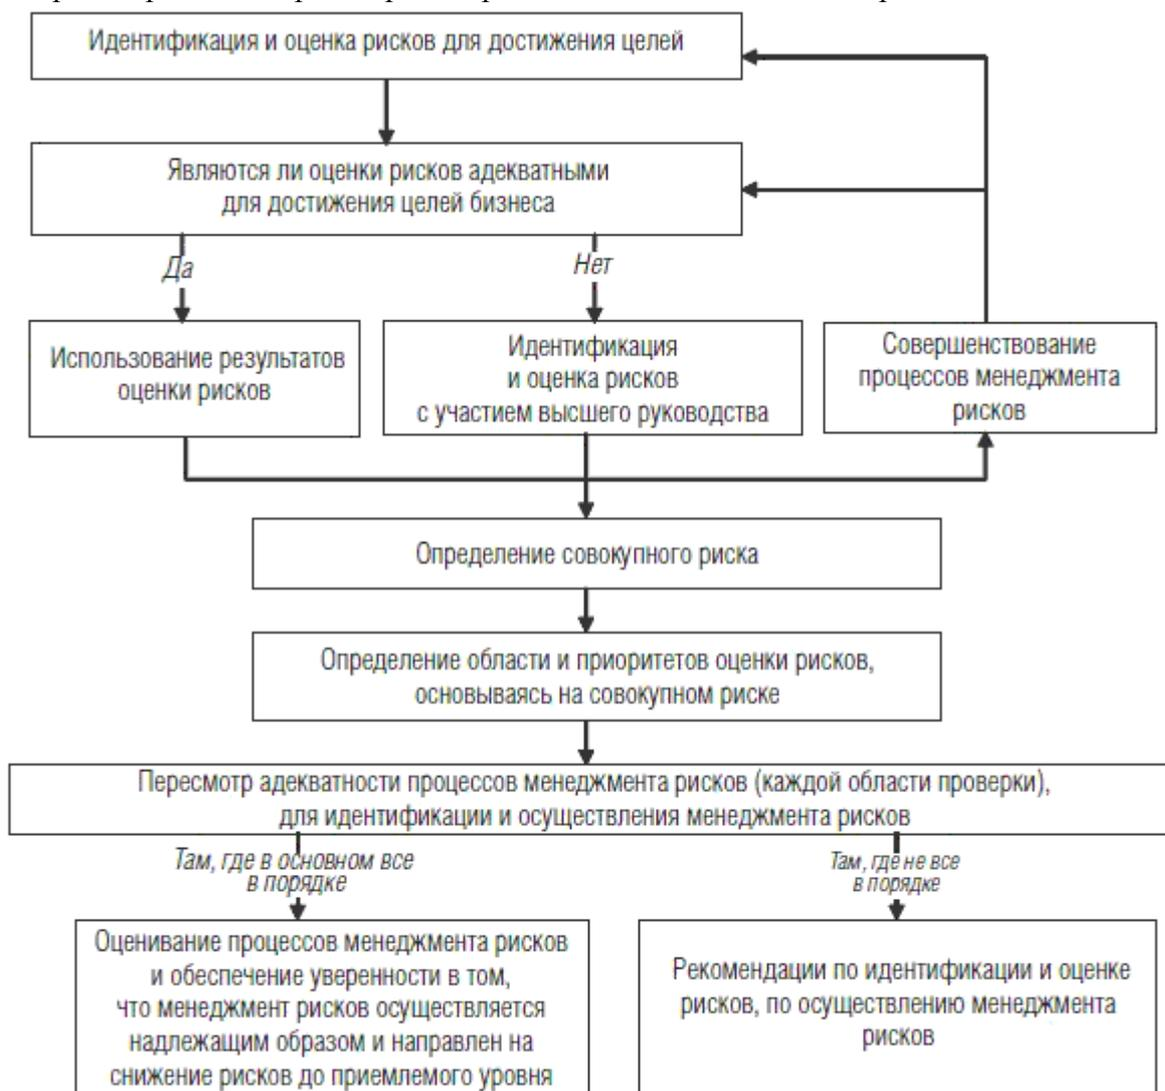 Идентификация и оценка рисков для достижения целей
Являются ли оценки рисков адекватными
для достижения целей бизнеса
Да
Нет
Использование результатов
оценки рисков
Идентификация
и оценка рисков
с участием высшего руководства
Совершенствование
процессов менеджмента
рисков
Определение совокупного риска
Определение области и приоритетов оценки рисков,
основываясь на совокупном риске
Пересмотр адекватности процессов менеджмента рисков (каждой области проверки),
для идентификации и осуществления менеджмента рисков
Там, где в основном все
в порядке
Там, где не все
в порядке
Оценивание процессов менеджмента рисков
и обеспечение уверенности в том,
что менеджмент рисков осуществляется
надлежащим образом и направлен на
снижение рисков до приемлемого уровня
Рекомендации по идентификации и оценке
рисков, по осуществлению менеджмента
рисков